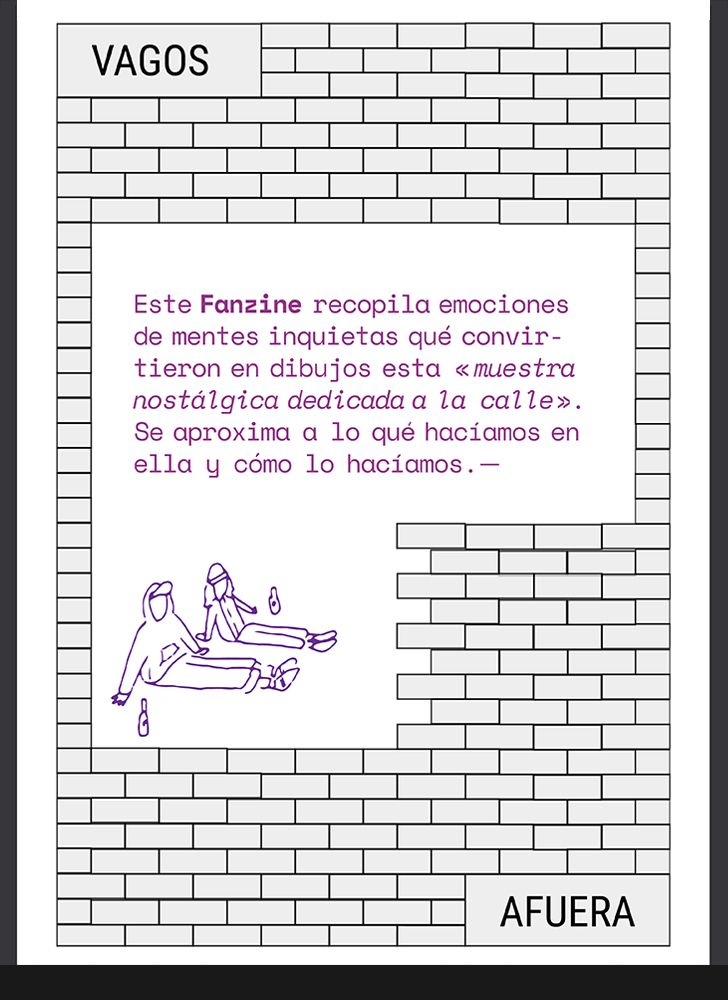 VAGOS
Este Fanzine recopila emociones
de mentes inquietas qué convir-
tieron en dibujos esta «muestra
nostálgica dedicada a la calle».
Se aproxima a lo qué hacíamos en
ella y cómo lo hacíamos.—
AFUERA